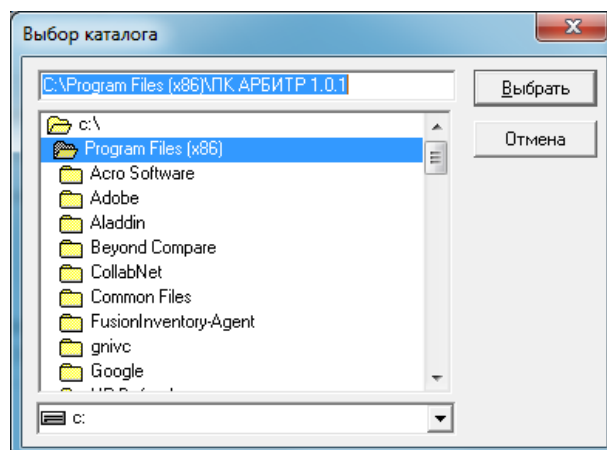 Выбор каталога
C:\Program Files (x86)\ПК АРБИТР 1.0.1
Выбрать
c:\
Отмена
Program Files (x86)
Acro Software
Adobe
Aladdin
Beyond Compare
CollabNet
Common Files
FusionInventory-Agent
gnivc
Google
c: